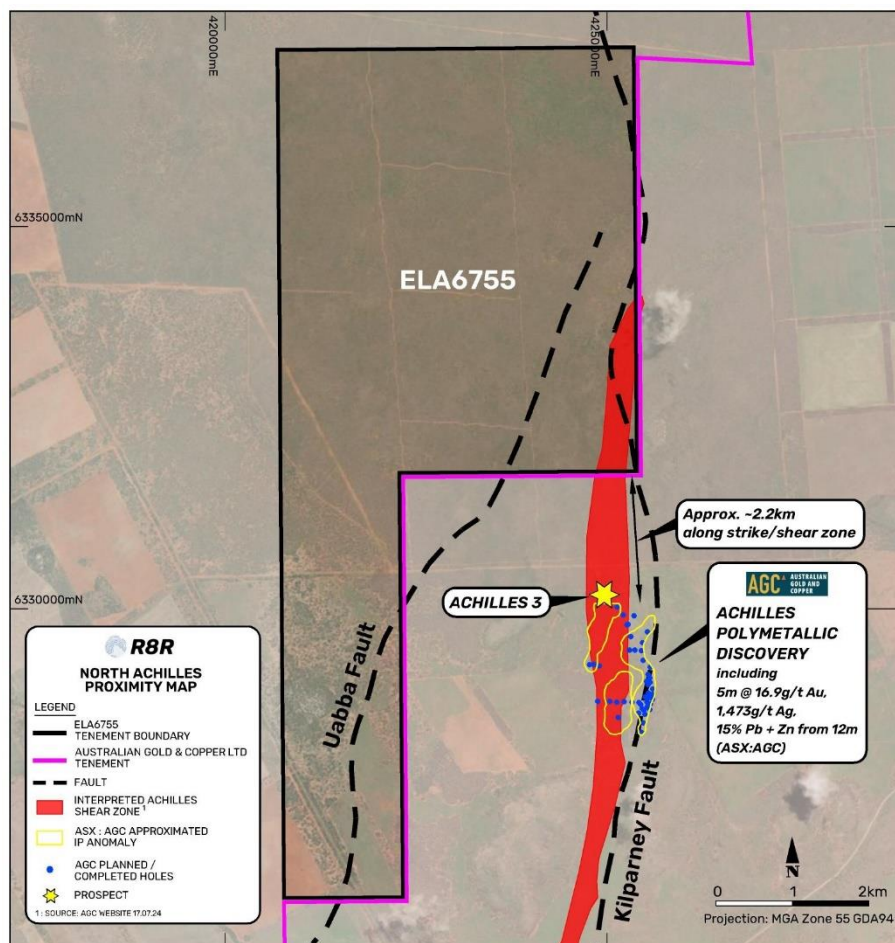 420000mE
425000mE
6335000mN
ELA6755
Approx. ~2.2km
along strike/shear zone
ACHILLES 3
6330000mN
AGC
AUSTRALIAN
GOLD AND
COPPER
ACHILLES
POLYMETALLIC
DISCOVERY
including
5m @ 16.9g/t Au,
1,473g/t Ag,
15% Pb + Zn from 12m
(ASX:AGC)
Uabba Fault
Kilparney Fault
R8R
NORTH ACHILLES
PROXIMITY MAP
LEGEND
ELA6755
TENEMENT BOUNDARY
AUSTRALIAN GOLD & COPPER LTD
TENEMENT
FAULT
INTERPRETED ACHILLES
SHEAR ZONE 1
ASX : AGC APPROXIMATED
IP ANOMALY
AGC PLANNED /
COMPLETED HOLES
PROSPECT
1 : SOURCE: AGC WEBSITE 17.07.24
N
0 1 2km
Projection: MGA Zone 55 GDA94